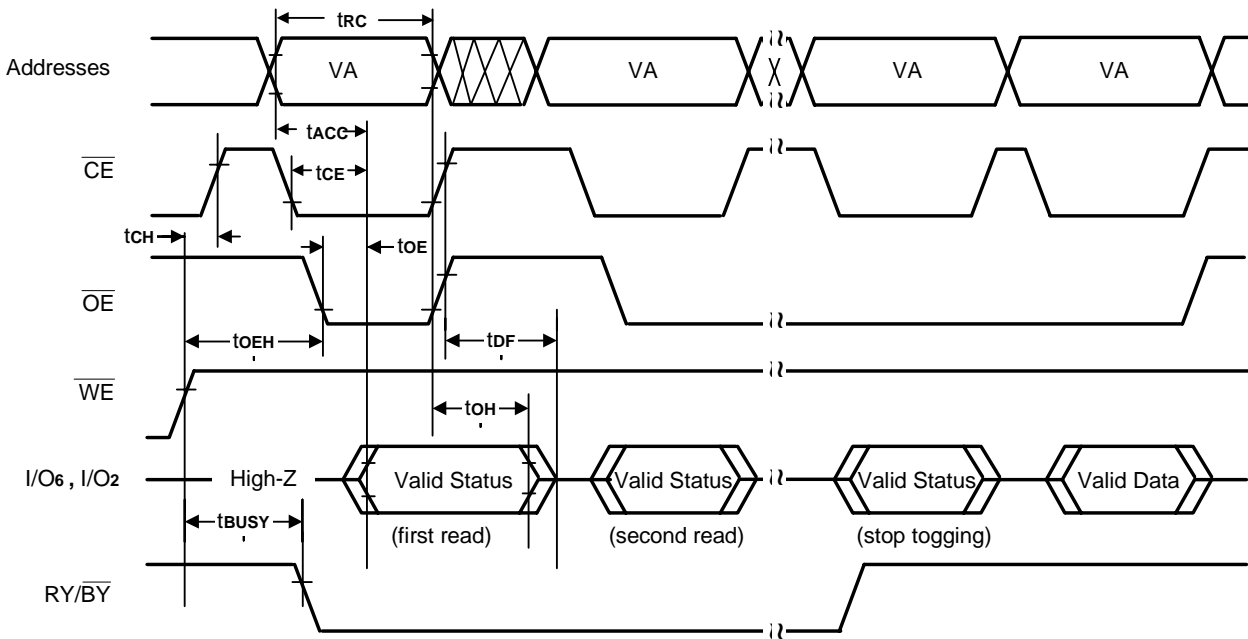 tRC
Addresses
VA
VA
VA
VA
tACC
CE
tCE
tCH
tOE
OE
tOEH
tDF
WE
tOH
I/O6 , I/O2
High-Z
Valid Status
Valid Status
Valid Status
Valid Data
tBUSY
(first read)
(second read)
(stop togging)
RY/BY